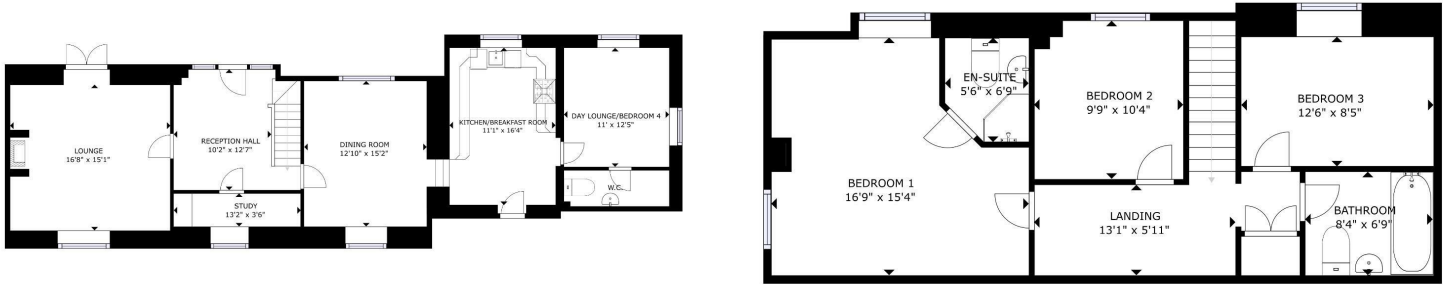 LOUNGE
16'8" x 15'1"
RECEPTION HALL
10'2" x 12'7"
STUDY
13'2" x 3'6"
DINING ROOM
12'10" x 15'2"
KITCHEN/BREAKFAST ROOM
11'1" x 16'4"
DAY LOUNGE/BEDROOM 4
11' x 12'5"
W.C.
BEDROOM 1
16'9" x 15'4"
EN-SUITE
5'6" x 6'9"
BEDROOM 2
9'9" x 10'4"
LANDING
13'1" x 5'11"
BEDROOM 3
12'6" x 8'5"
BATHROOM
8'4" x 6'9"